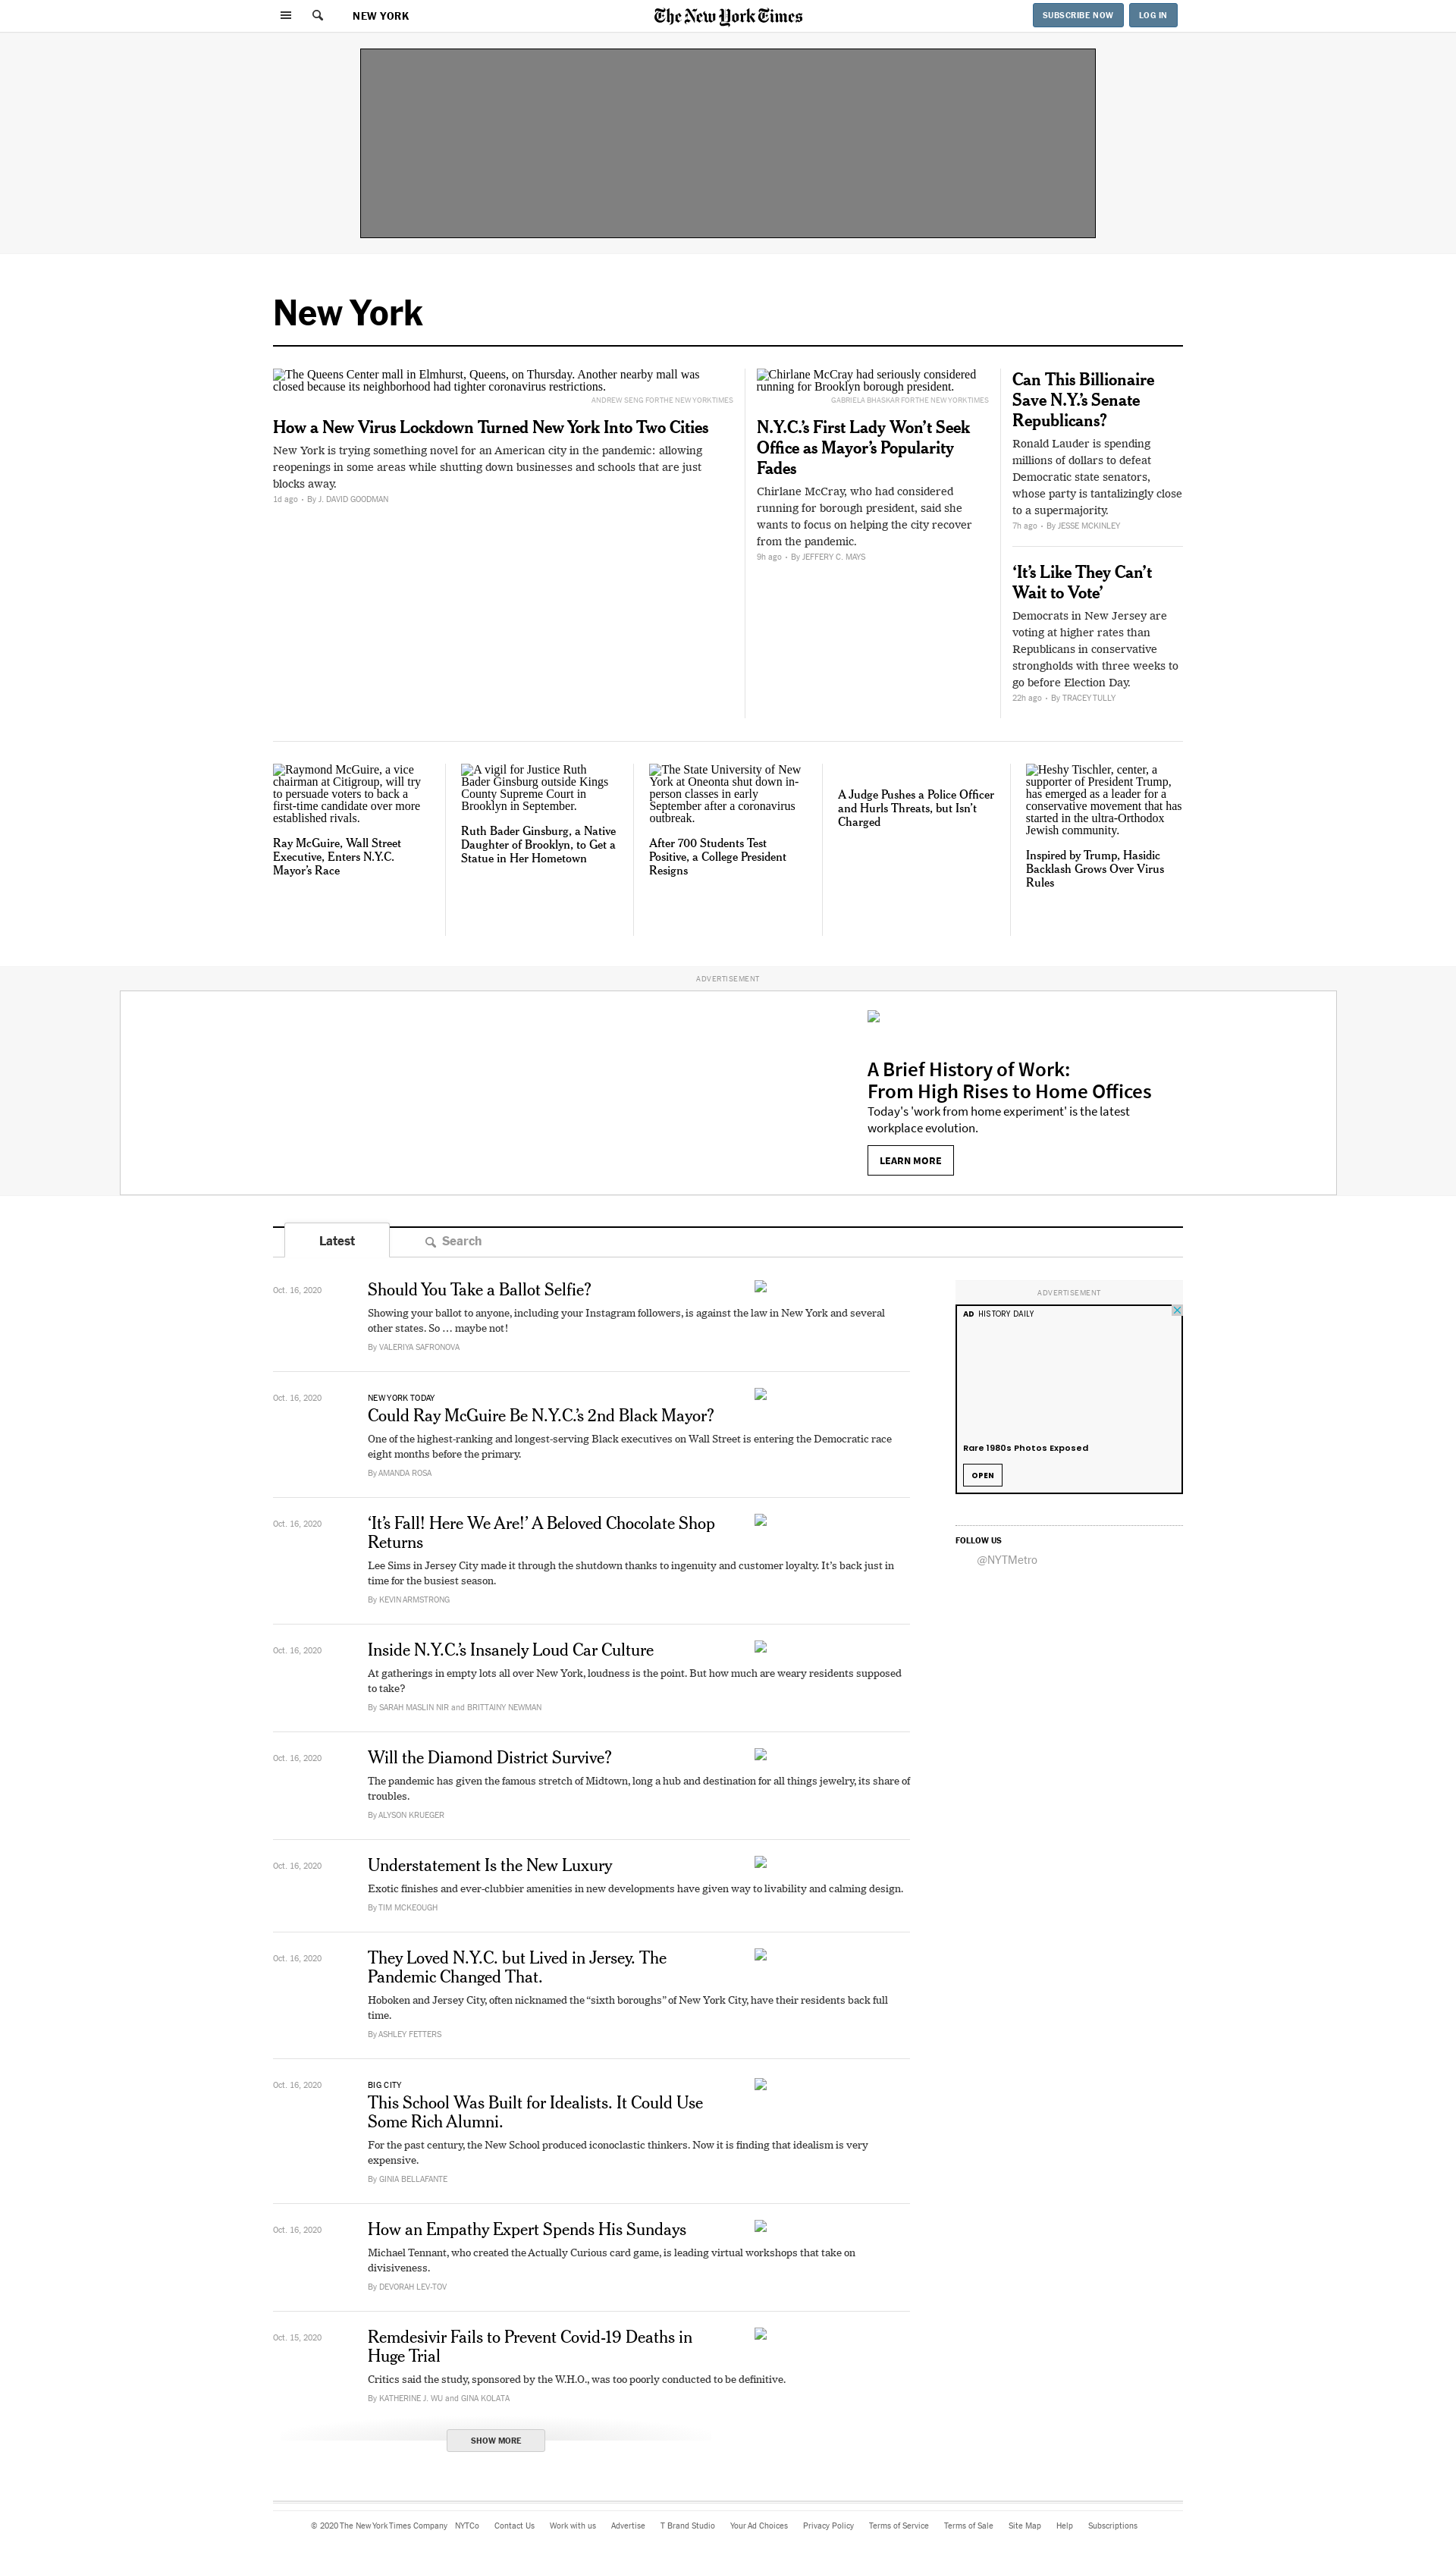 NEW YORK
The New York Times
SUBSCRIBE NOW
LOG IN
New York
The Queens Center mall in Elmhurst, Queens, on Thursday. Another nearby mall was
closed because its neighborhood had tighter coronavirus restrictions.
ANDREW SENG FOR THE NEW YORK TIMES
How a New Virus Lockdown Turned New York Into Two Cities
New York is trying something novel for an American city in the pandemic: allowing
reopenings in some areas while shutting down businesses and schools that are just
blocks away.
1d ago • By J. DAVID GOODMAN
Chirlane McCray had seriously considered
running for Brooklyn borough president.
GABRIELA BHASKAR FOR THE NEW YORK TIMES
N.Y.C.’s First Lady Won’t Seek
Office as Mayor’s Popularity
Fades
Chirlane McCray, who had considered
running for borough president, said she
wants to focus on helping the city recover
from the pandemic.
9h ago • By JEFFERY C. MAYS
Can This Billionaire
Save N.Y.’s Senate
Republicans?
Ronald Lauder is spending
millions of dollars to defeat
Democratic state senators,
whose party is tantalizingly close
to a supermajority.
7h ago • By JESSE MCKINLEY
‘It’s Like They Can’t
Wait to Vote’
Democrats in New Jersey are
voting at higher rates than
Republicans in conservative
strongholds with three weeks to
go before Election Day.
22h ago • By TRACEY TULLY
Raymond McGuire, a vice
chairman at Citigroup, will try
to persuade voters to back a
first-time candidate over more
established rivals.
Ray McGuire, Wall Street
Executive, Enters N.Y.C.
Mayor’s Race
A vigil for Justice Ruth
Bader Ginsburg outside Kings
County Supreme Court in
Brooklyn in September.
Ruth Bader Ginsburg, a Native
Daughter of Brooklyn, to Get a
Statue in Her Hometown
The State University of New
York at Oneonta shut down in-
person classes in early
September after a coronavirus
outbreak.
After 700 Students Test
Positive, a College President
Resigns
A Judge Pushes a Police Officer
and Hurls Threats, but Isn’t
Charged
Heshy Tischler, center, a
supporter of President Trump,
has emerged as a leader for a
conservative movement that has
started in the ultra-Orthodox
Jewish community.
Inspired by Trump, Hasidic
Backlash Grows Over Virus
Rules
ADVERTISEMENT
A Brief History of Work:
From High Rises to Home Offices
Today's 'work from home experiment' is the latest
workplace evolution.
LEARN MORE
Latest
Search
Oct. 16, 2020
Should You Take a Ballot Selfie?
Showing your ballot to anyone, including your Instagram followers, is against the law in New York and several
other states. So … maybe not!
By VALERIYA SAFRONOVA
Oct. 16, 2020
NEW YORK TODAY
Could Ray McGuire Be N.Y.C.’s 2nd Black Mayor?
One of the highest-ranking and longest-serving Black executives on Wall Street is entering the Democratic race
eight months before the primary.
By AMANDA ROSA
Oct. 16, 2020
‘It’s Fall! Here We Are!’ A Beloved Chocolate Shop
Returns
Lee Sims in Jersey City made it through the shutdown thanks to ingenuity and customer loyalty. It’s back just in
time for the busiest season.
By KEVIN ARMSTRONG
Oct. 16, 2020
Inside N.Y.C.’s Insanely Loud Car Culture
At gatherings in empty lots all over New York, loudness is the point. But how much are weary residents supposed
to take?
By SARAH MASLIN NIR and BRITTAINY NEWMAN
Oct. 16, 2020
Will the Diamond District Survive?
The pandemic has given the famous stretch of Midtown, long a hub and destination for all things jewelry, its share of
troubles.
By ALYSON KRUEGER
Oct. 16, 2020
Understatement Is the New Luxury
Exotic finishes and ever-clubbier amenities in new developments have given way to livability and calming design.
By TIM MCKEOUGH
Oct. 16, 2020
They Loved N.Y.C. but Lived in Jersey. The
Pandemic Changed That.
Hoboken and Jersey City, often nicknamed the “sixth boroughs” of New York City, have their residents back full
time.
By ASHLEY FETTERS
Oct. 16, 2020
BIG CITY
This School Was Built for Idealists. It Could Use
Some Rich Alumni.
For the past century, the New School produced iconoclastic thinkers. Now it is finding that idealism is very
expensive.
By GINIA BELLAFANTE
Oct. 16, 2020
How an Empathy Expert Spends His Sundays
Michael Tennant, who created the Actually Curious card game, is leading virtual workshops that take on
divisiveness.
By DEVORAH LEV-TOV
Oct. 15, 2020
Remdesivir Fails to Prevent Covid-19 Deaths in
Huge Trial
Critics said the study, sponsored by the W.H.O., was too poorly conducted to be definitive.
By KATHERINE J. WU and GINA KOLATA
SHOW MORE
ADVERTISEMENT
AD HISTORY DAILY
Rare 1980s Photos Exposed
OPEN
FOLLOW US
@NYTMetro
© 2020 The New York Times Company NYTCo Contact Us Work with us Advertise T Brand Studio Your Ad Choices Privacy Policy Terms of Service Terms of Sale Site Map Help Subscriptions